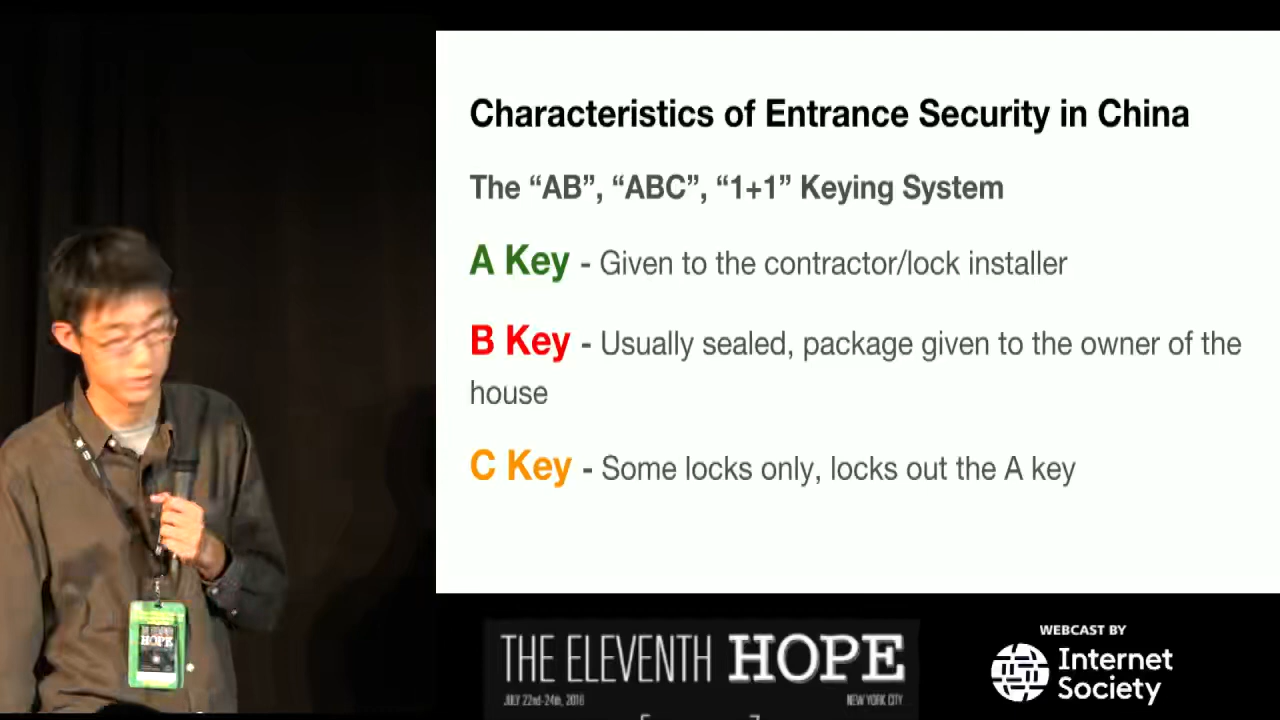 Characteristics of Entrance Security in China
The “AB”, “ABC”, “1+1” Keying System
A Key - Given to the contractor/lock installer
B Key - Usually sealed, package given to the owner of the
house
C Key - Some locks only, locks out the A key
HOPE
THE ELEVENTH HOPE
JULY 22nd-24th, 2016
NEW YORK CITY
WEBCAST BY
Internet
Society